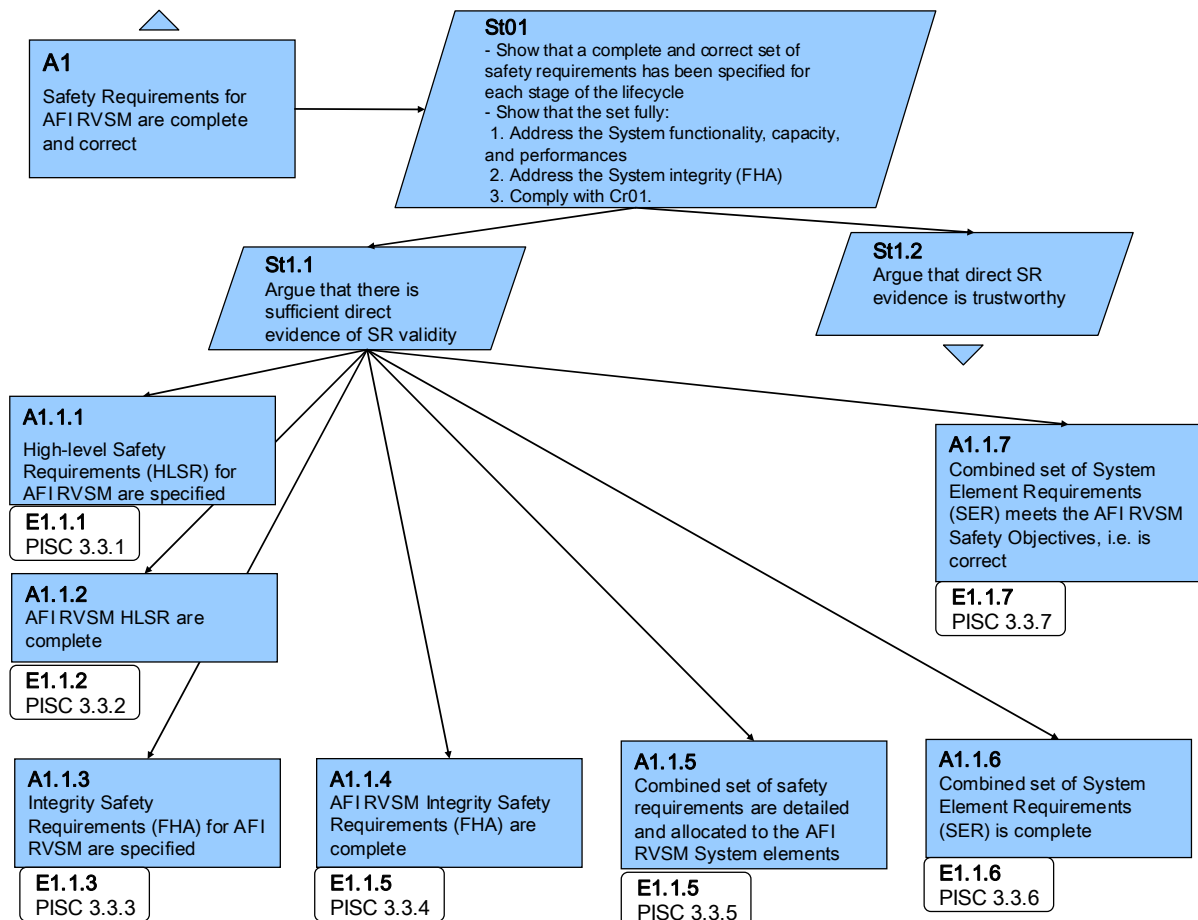 A1
Safety Requirements for
AFI RVSM are complete
and correct
St01
- Show that a complete and correct set of
safety requirements has been specified for
each stage of the lifecycle
- Show that the set fully:
1. Address the System functionality, capacity,
and performances
2. Address the System integrity (FHA)
3. Comply with Cr01.
St1.1
Argue that there is
sufficient direct
evidence of SR validity
St1.2
Argue that direct SR
evidence is trustworthy
A1.1.1
High-level Safety
Requirements (HLSR) for
AFI RVSM are specified
E1.1.1
PISC 3.3.1
A1.1.7
Combined set of System
Element Requirements
(SER) meets the AFI RVSM
Safety Objectives, i.e. is
correct
E1.1.7
PISC 3.3.7
A1.1.2
AFI RVSM HLSR are
complete
E1.1.2
PISC 3.3.2
A1.1.3
Integrity Safety
Requirements (FHA) for AFI
RVSM are specified
E1.1.3
PISC 3.3.3
A1.1.4
AFI RVSM Integrity Safety
Requirements (FHA) are
complete
E1.1.5
PISC 3.3.4
A1.1.5
Combined set of safety
requirements are detailed
and allocated to the AFI
RVSM System elements
E1.1.5
PISC 3.3.5
A1.1.6
Combined set of System
Element Requirements
(SER) is complete
E1.1.6
PISC 3.3.6